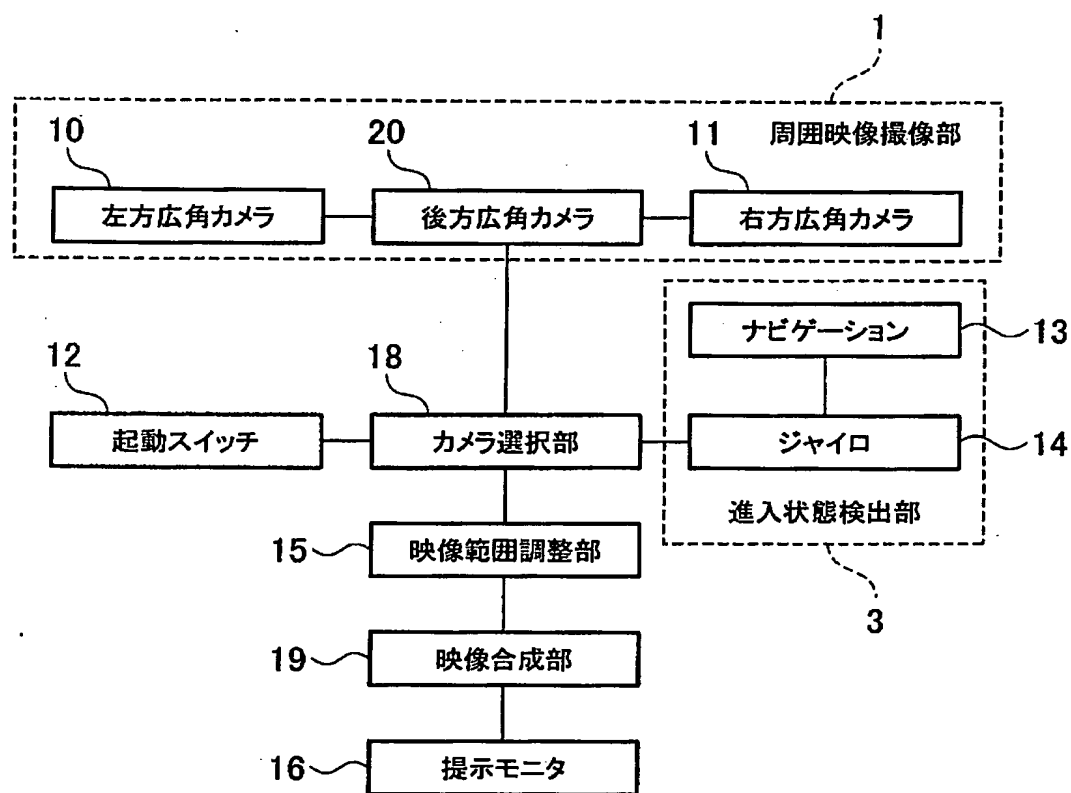 1
10
20
11
周囲映像撮像部
左方広角カメラ
後方広角カメラ
右方広角カメラ
ナビゲーション
13
12
18
起動スイッチ
カメラ選択部
ジャイロ
14
進入状態検出部
15
映像範囲調整部
3
19
映像合成部
16
提示モニタ